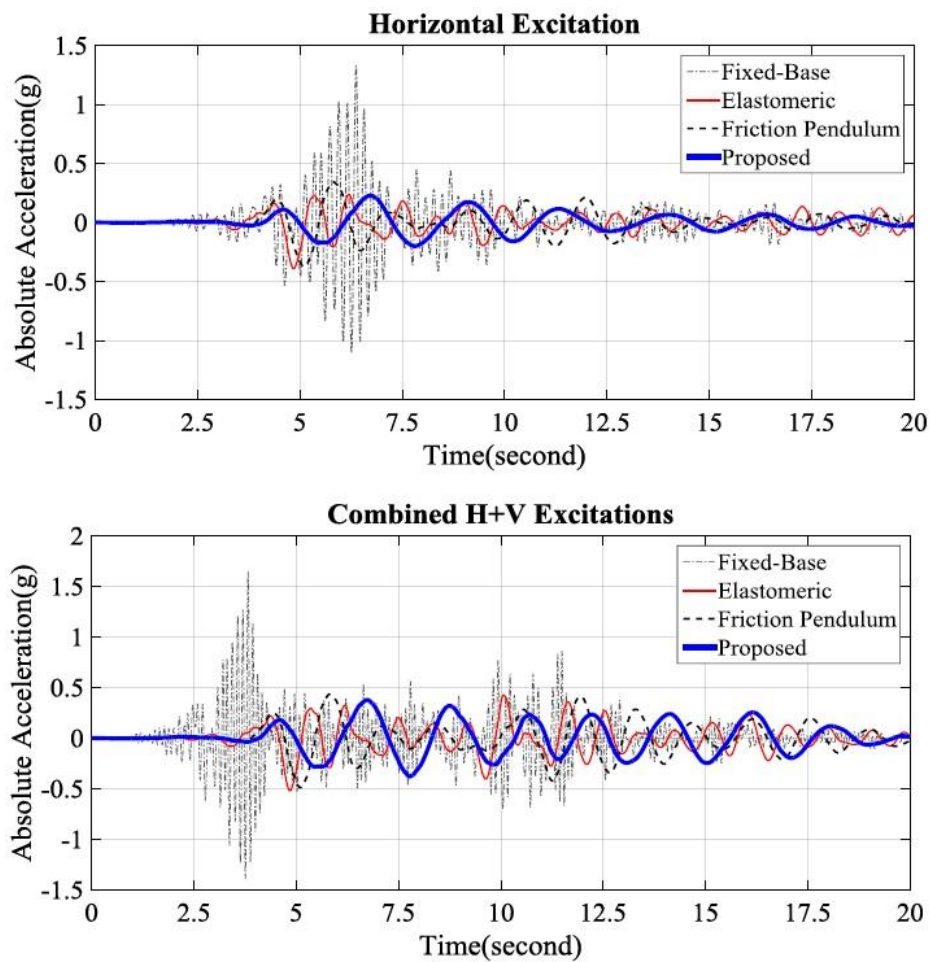 Horizontal Excitation
1.5
1
0.5
0
-0.5
-1
-1.5
Absolute Acceleration(g)
Fixed-Base
Elastomeric
Friction Pendulum
Proposed
0 2.5 5 7.5 10 12.5 15 17.5 20
Time(second)
Combined H+V Excitations
2
1.5
1
0.5
0
-0.5
-1
-1.5
Absolute Acceleration(g)
Fixed-Base
Elastomeric
Friction Pendulum
Proposed
0 2.5 5 7.5 10 12.5 15 17.5 20
Time(second)